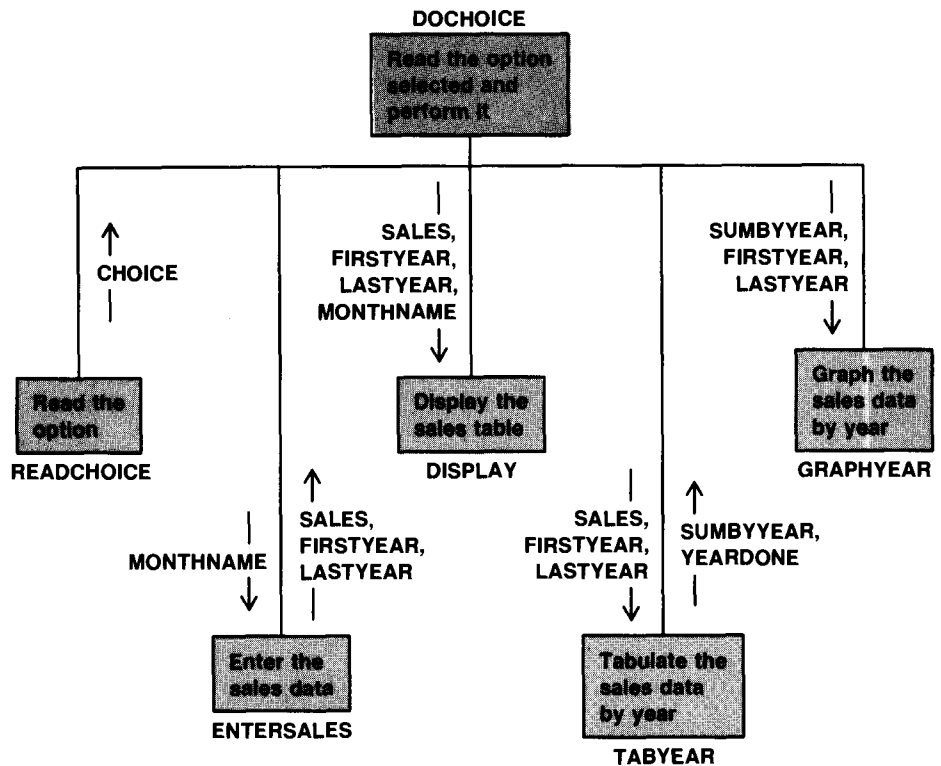 DOCHOICE
Read the option
selected and
perform it
CHOICE
SALES,
FIRSTYEAR,
LASTYEAR,
MONTHNAME
SUMBYYEAR,
FIRSTYEAR,
LASTYEAR
Read the
option
READCHOICE
Display the
sales table
DISPLAY
Graph the
sales data
by year
GRAPHYEAR
MONTHNAME
SALES,
FIRSTYEAR,
LASTYEAR
SALES,
FIRSTYEAR,
LASTYEAR
SUMBYYEAR,
YEARDONE
Enter the
sales data
ENTERSALES
Tabulate the
sales data
by year
TABYEAR